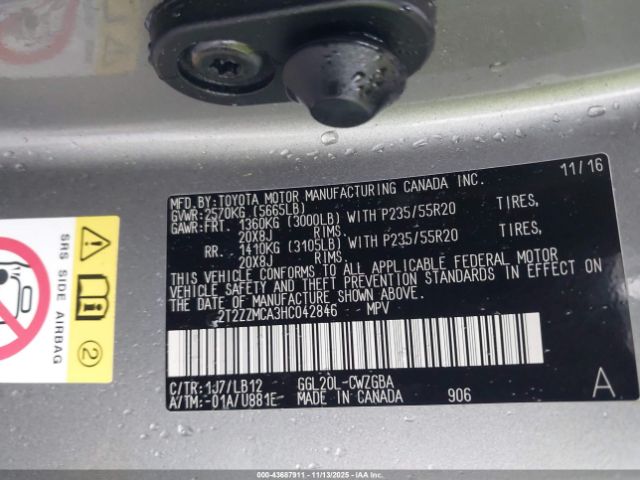 11/16
MFD.BY:TOYOTA MOTOR MANUFACTURING CANADA INC.
GVWR:2570KG (5665LB)
GAWR:FRT. 1360KG (3000LB) WITH P235/55R20 TIRES,
20X8J RIMS.
RR. 1410KG (3105LB) WITH P235/55R20 TIRES,
20X8J RIMS.
THIS VEHICLE CONFORMS TO ALL APPLICABLE FEDERAL MOTOR
VEHICLE SAFETY AND THEFT PREVENTION STANDARDS IN EFFECT ON
THE DATE OF MANUFACTURE SHOWN ABOVE.
2T2ZZMCA3HC042846 MPV
C/TR:1J7/LB12 GGL20L-CWZGBA
A/TM:-01A/U881E MADE IN CANADA 906 A
SRS SIDE AIRBAG
2
000-43687911 - 11/13/2025 - COPART